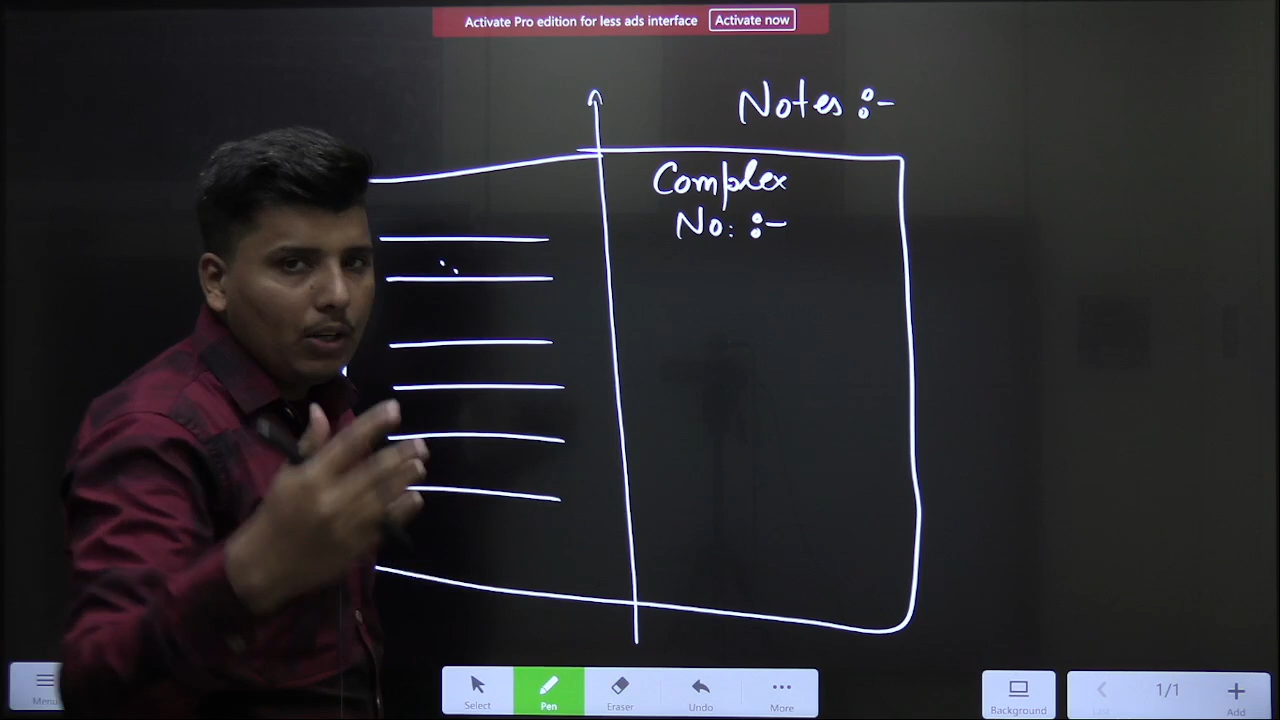 Activate Pro edition for less ads interface Activate now
Notes :-
Complex
No. :-
Menu
Select
Pen
Eraser
Undo
More
Background
1/1
Add